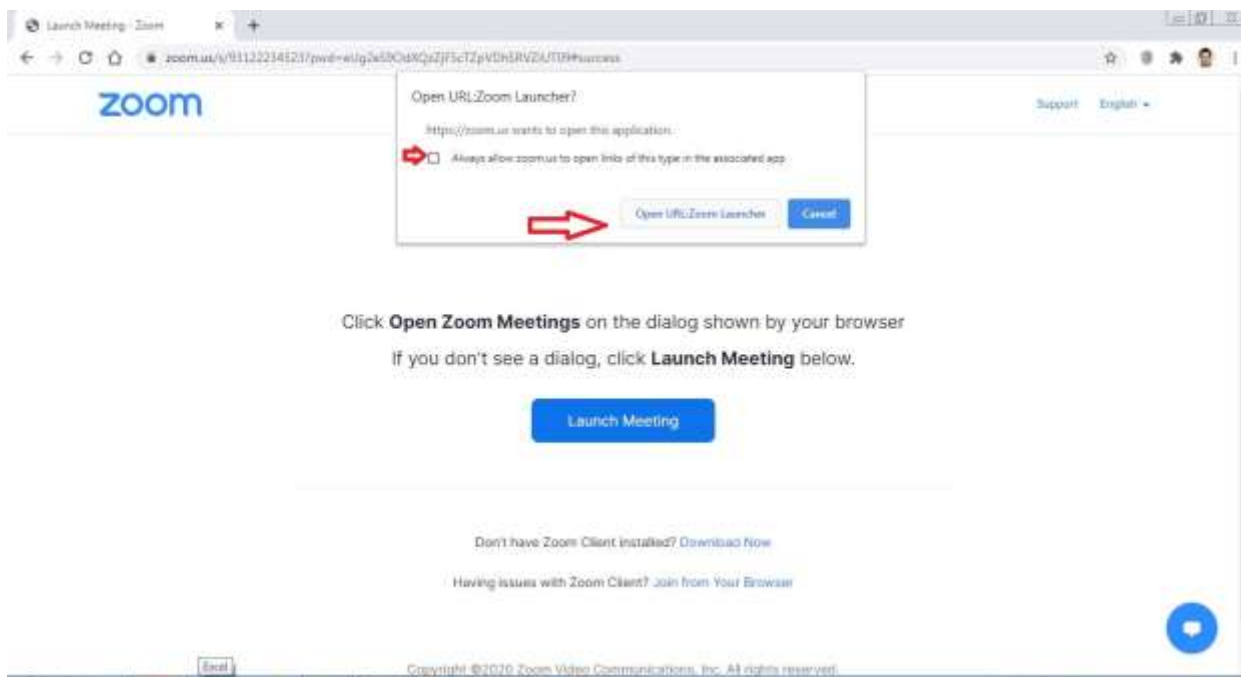 Launch Meeting - Zoom
zoom
Support English
Open URL:Zoom Launcher?
https://zoom.us wants to open this application.
Always allow zoom.us to open links of this type in the associated app
Open URL:Zoom Launcher Cancel
Click Open Zoom Meetings on the dialog shown by your browser
If you don't see a dialog, click Launch Meeting below.
Launch Meeting
Don't have Zoom Client installed? Download Now
Having issues with Zoom Client? Join from Your Browser
Excel
Copyright ©2020 Zoom Video Communications, Inc. All rights reserved.